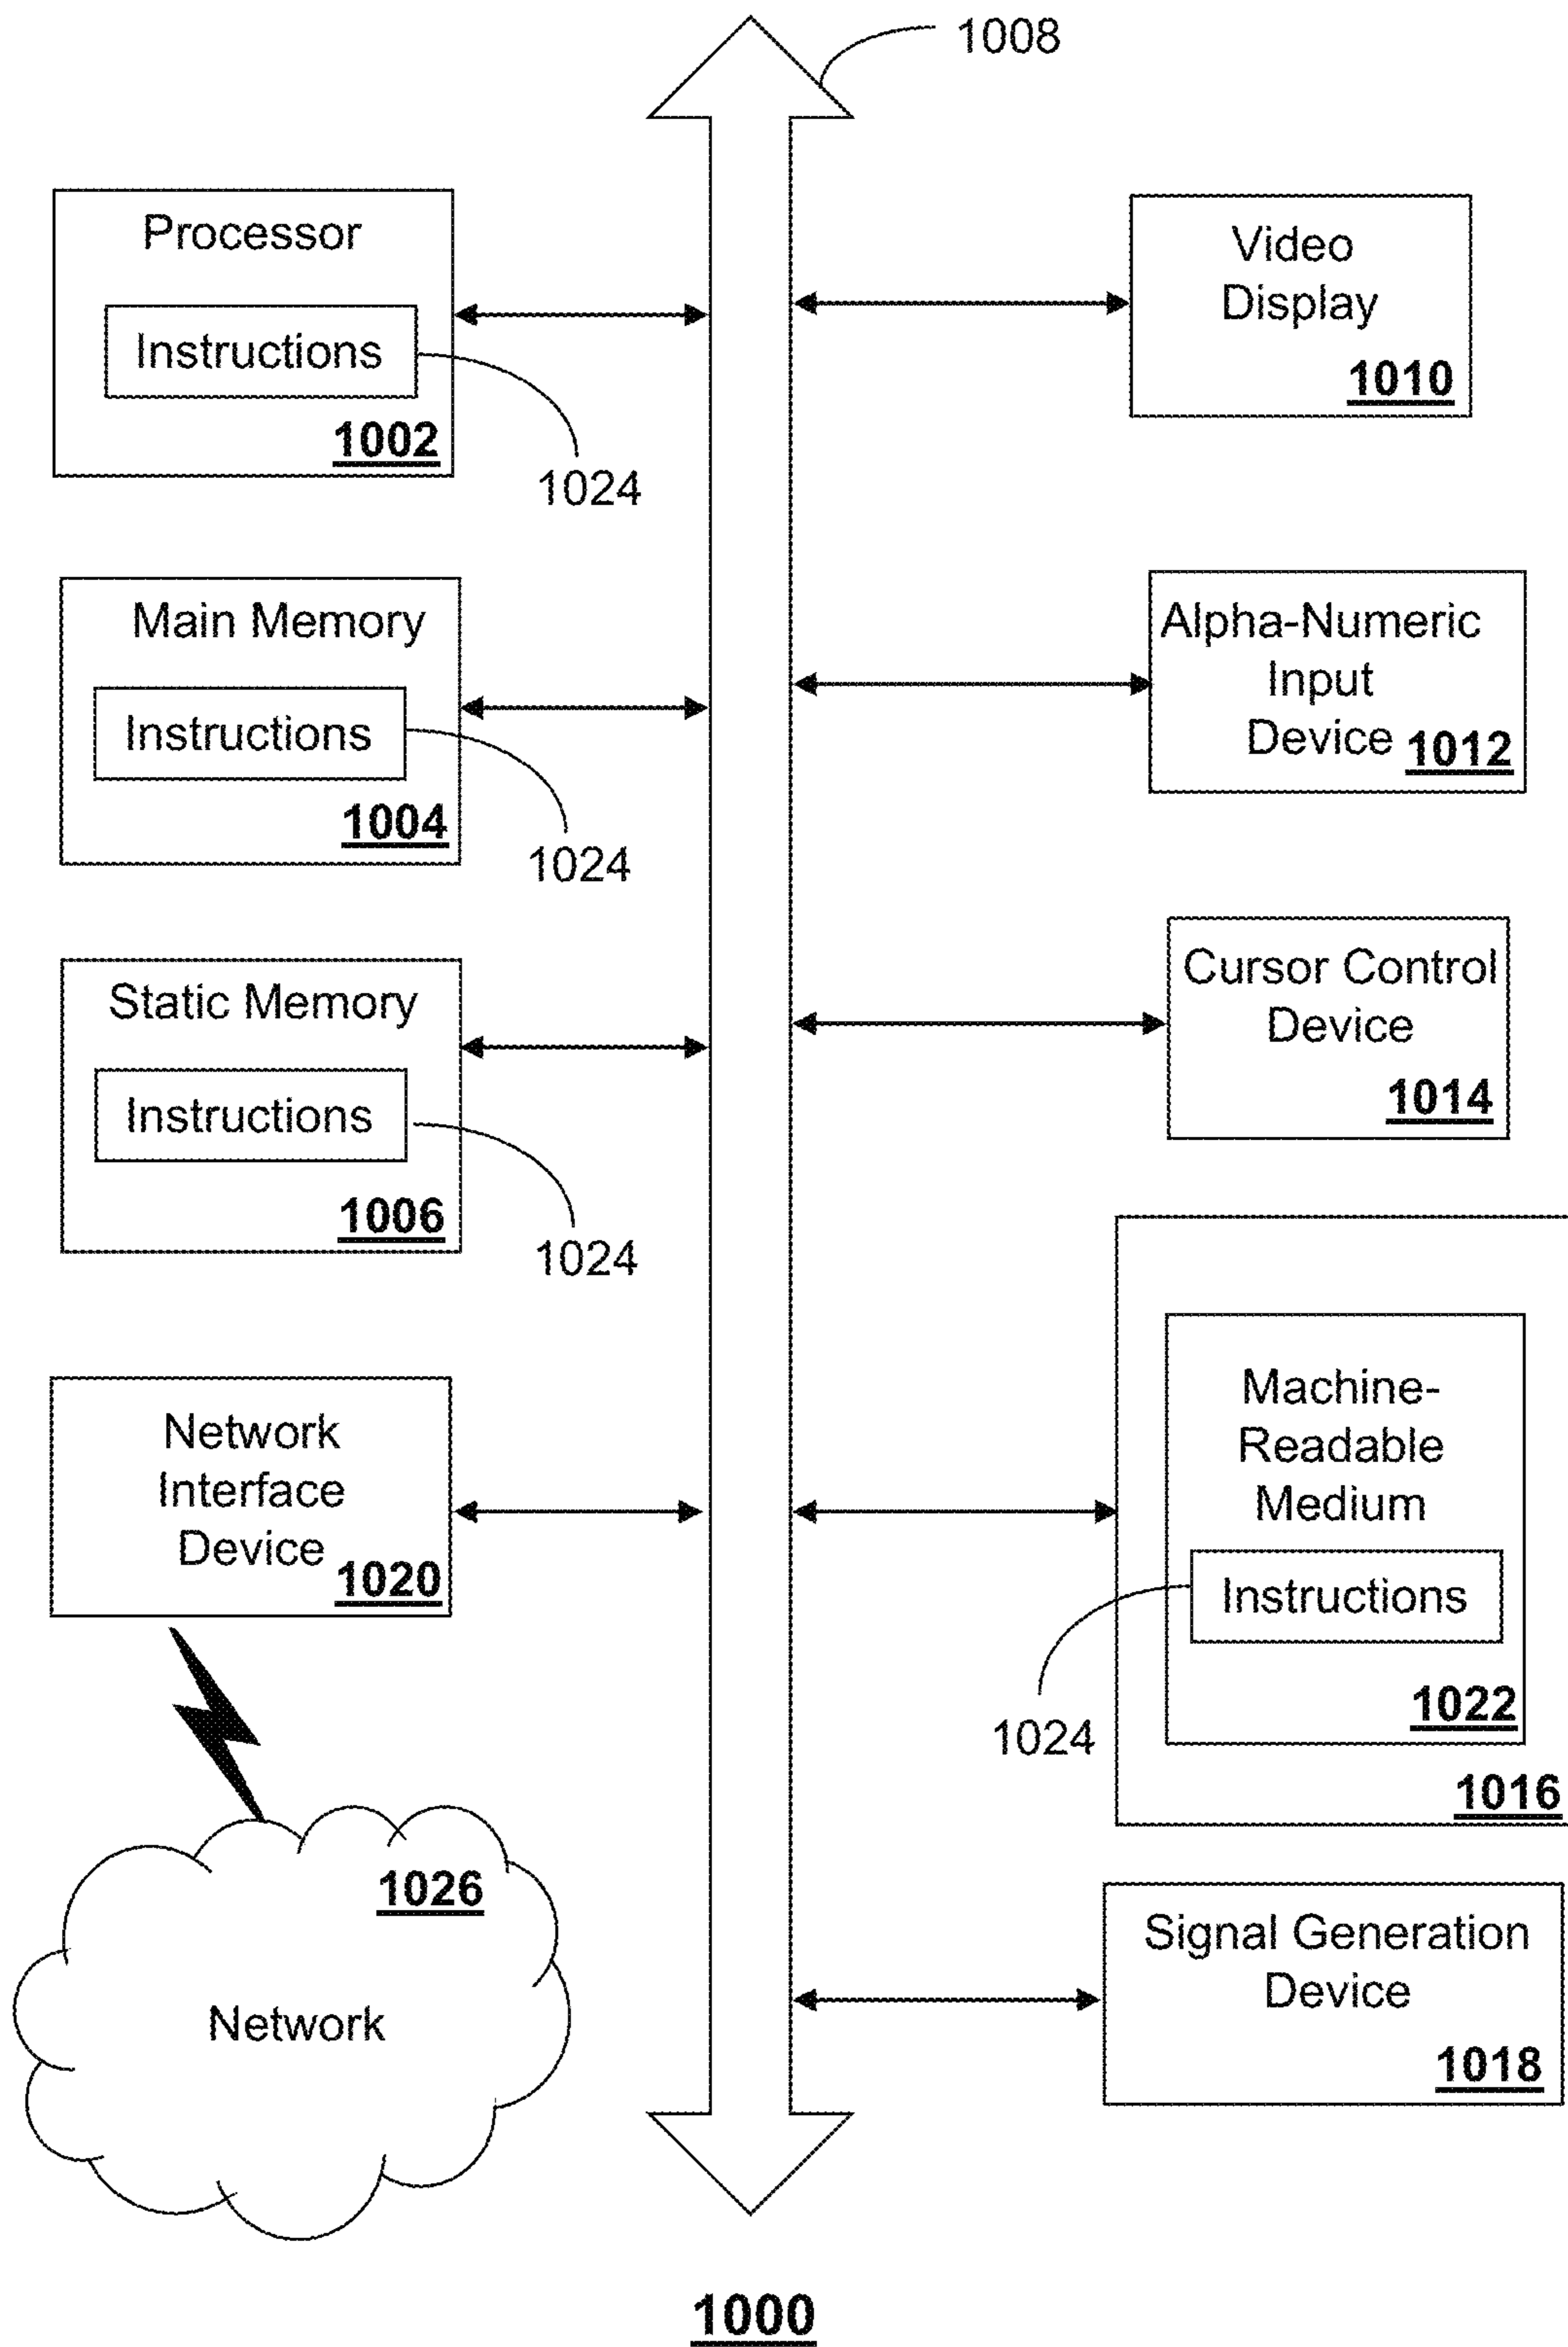 1008
Processor
Instructions
1002
1024
Main Memory
Instructions
1004
1024
Static Memory
Instructions
1006
1024
Network
Interface
Device
1020
1026
Network
Video
Display
1010
Alpha-Numeric
Input
Device 1012
Cursor Control
Device
1014
Machine-
Readable
Medium
Instructions
1022
1024
1016
Signal Generation
Device
1018
1000